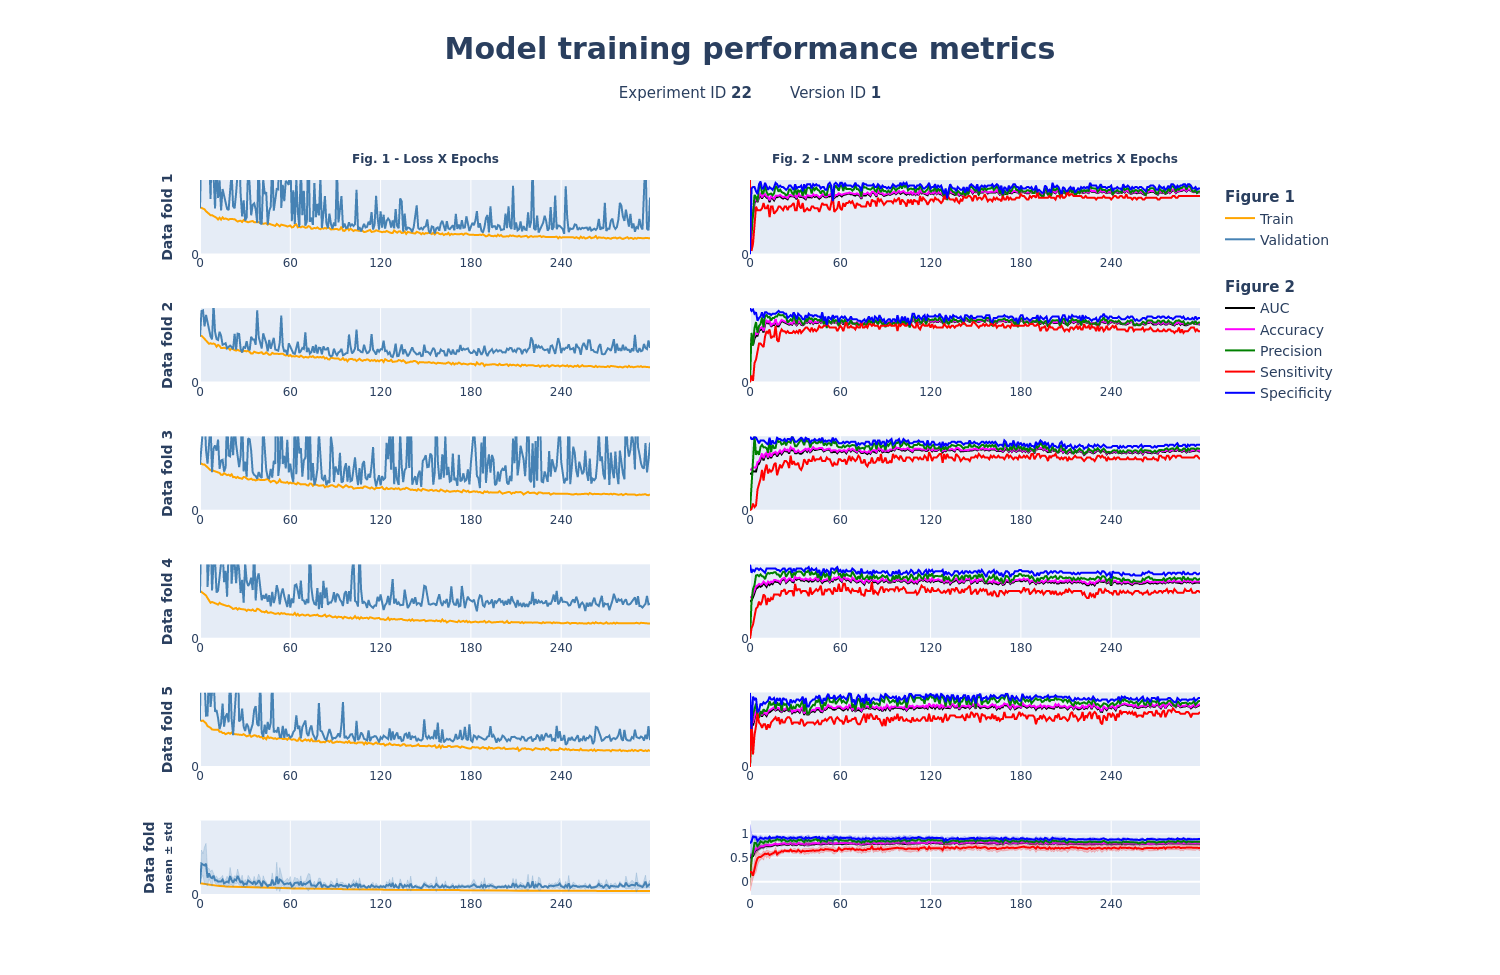 Model training performance metrics
Experiment ID 22 Version ID 1
Fig. 1 - Loss X Epochs
Fig. 2 - LNM score prediction performance metrics X Epochs
Data fold 1
0
0 60 120 180 240
0
0 60 120 180 240
Figure 1
Train
Validation
Figure 2
AUC
Accuracy
Precision
Sensitivity
Specificity
Data fold 2
0
0 60 120 180 240
0
0 60 120 180 240
Data fold 3
0
0 60 120 180 240
0
0 60 120 180 240
Data fold 4
0
0 60 120 180 240
0
0 60 120 180 240
Data fold 5
0
0 60 120 180 240
0
0 60 120 180 240
Data fold
mean ± std
0
0 60 120 180 240
1
0.5
0
0 60 120 180 240